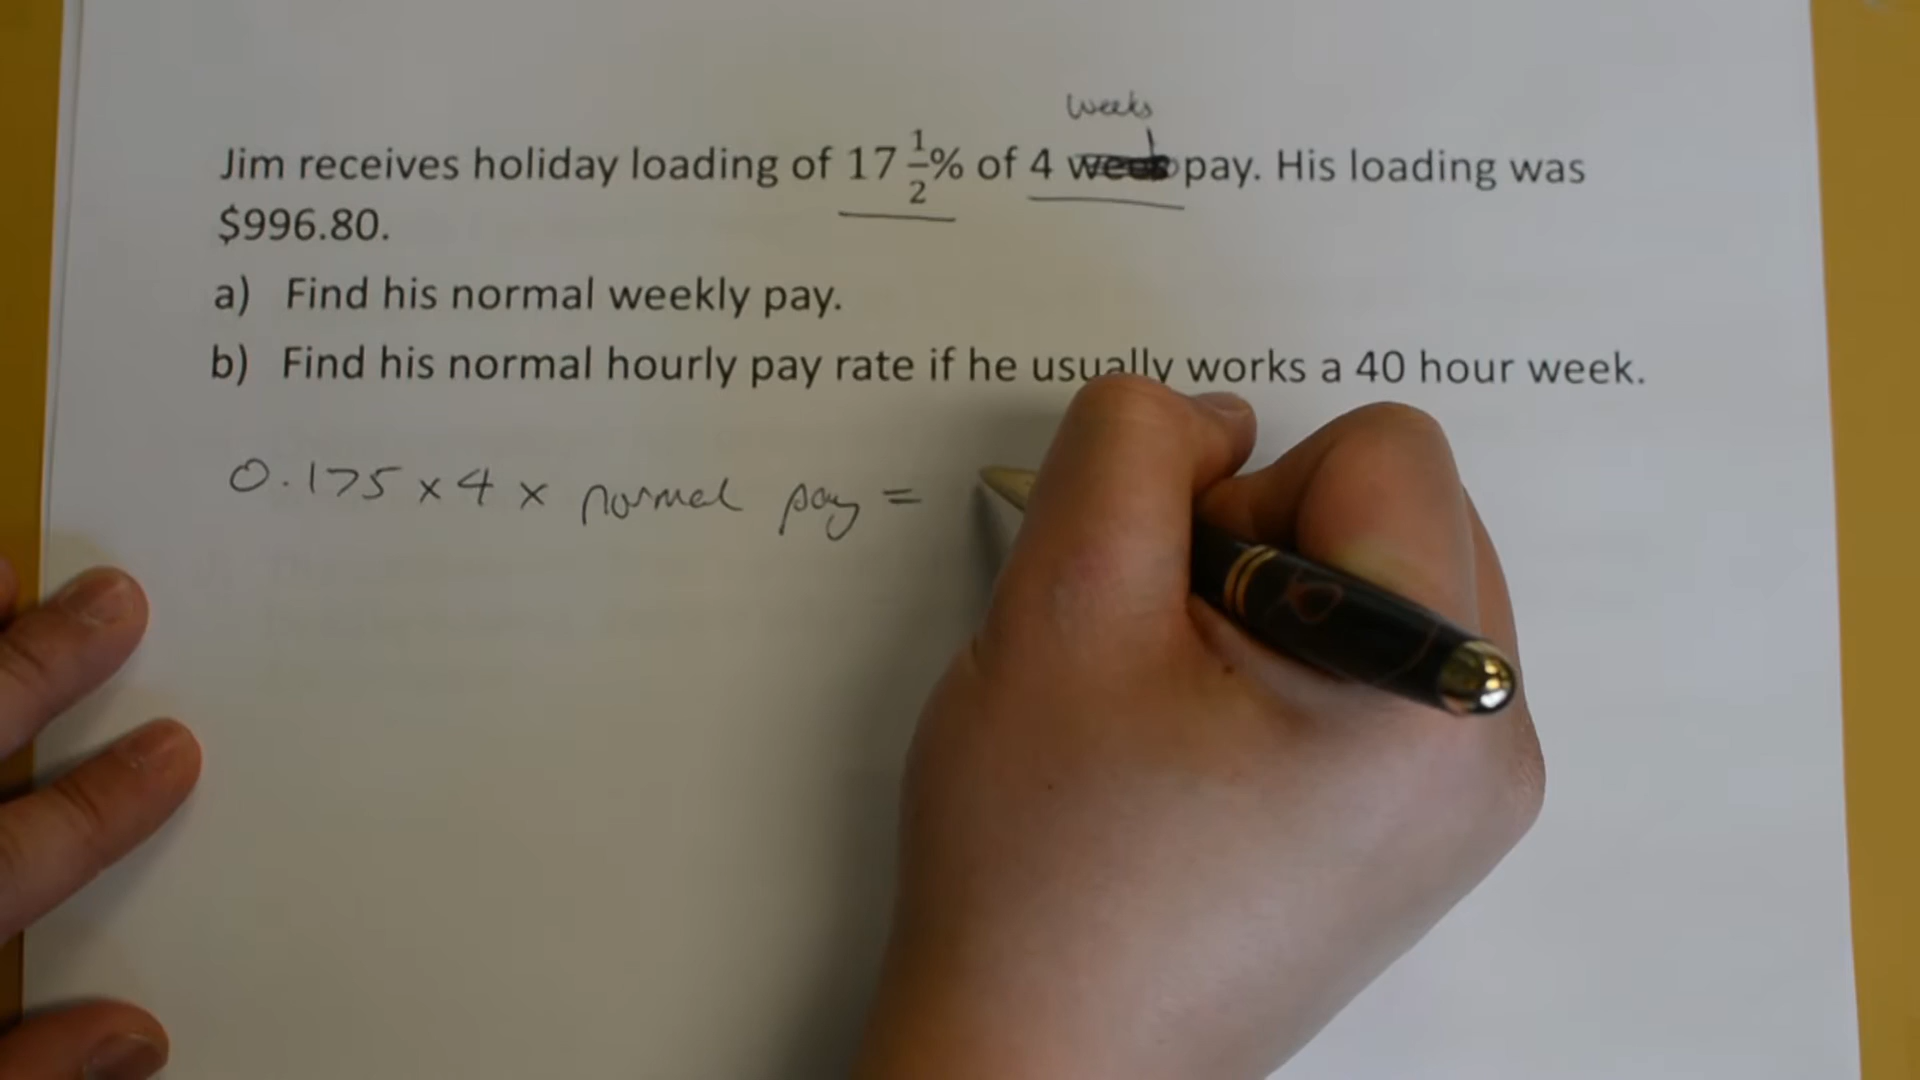 weeks
Jim receives holiday loading of 17 1/2% of 4 week pay. His loading was
$996.80.
a) Find his normal weekly pay.
b) Find his normal hourly pay rate if he usually works a 40 hour week.
0.175 x 4 x normal pay =